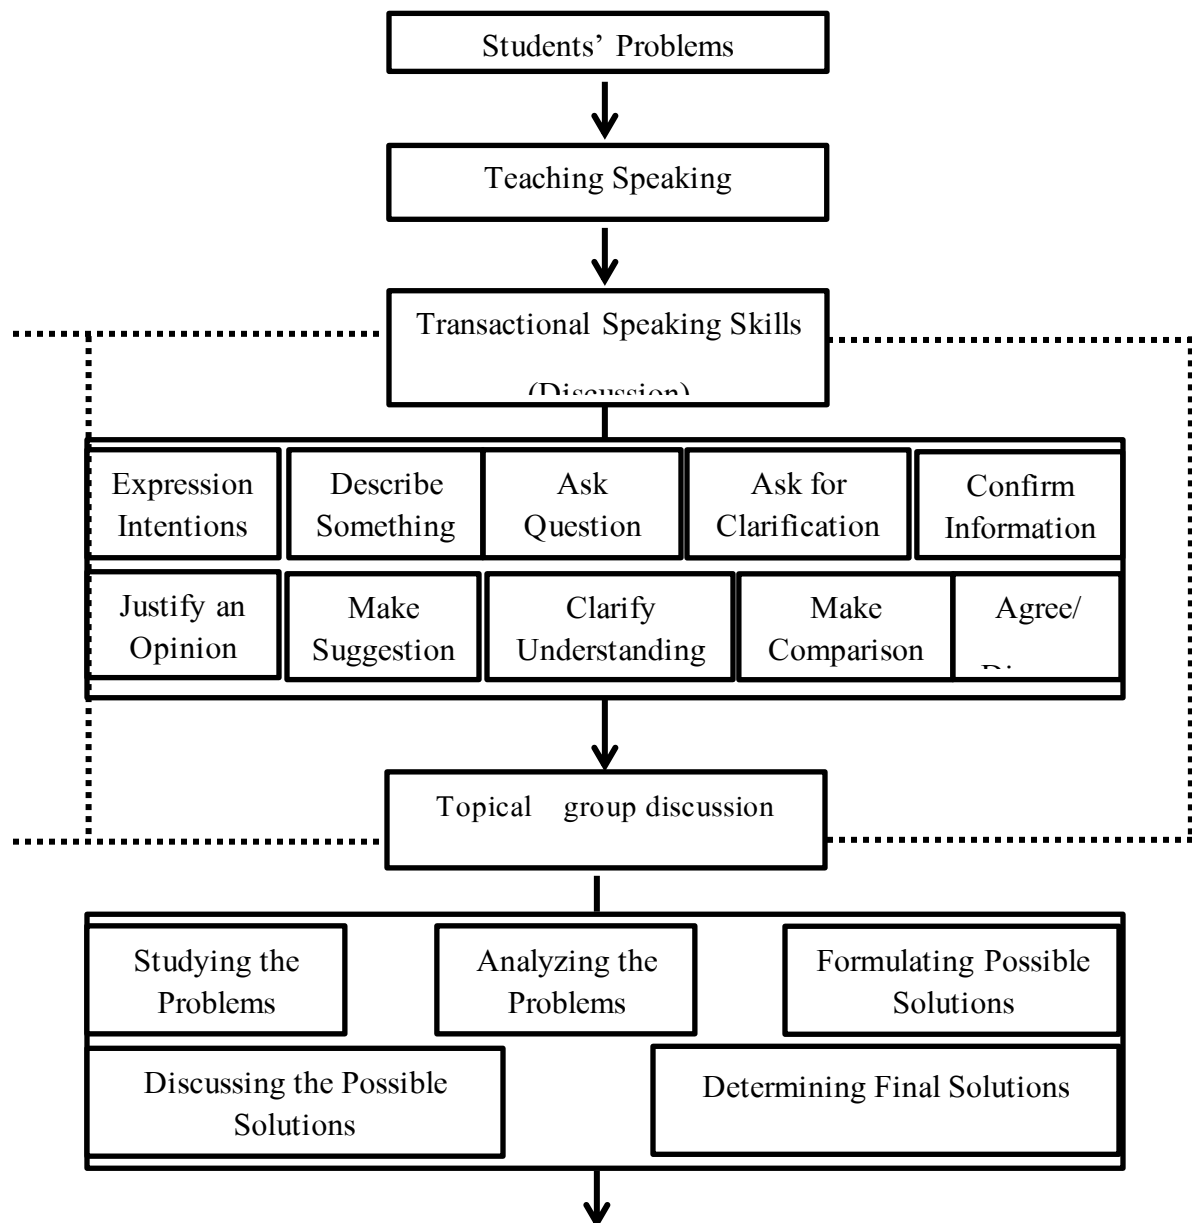 Students’ Problems
Teaching Speaking
Transactional Speaking Skills
(Discussion)
Expression
Intentions
Describe
Something
Ask
Question
Ask for
Clarification
Confirm
Information
Justify an
Opinion
Make
Suggestion
Clarify
Understanding
Make
Comparison
Agree/
Topical group discussion
Studying the
Problems
Analyzing the
Problems
Formulating Possible
Solutions
Discussing the Possible
Solutions
Determining Final Solutions